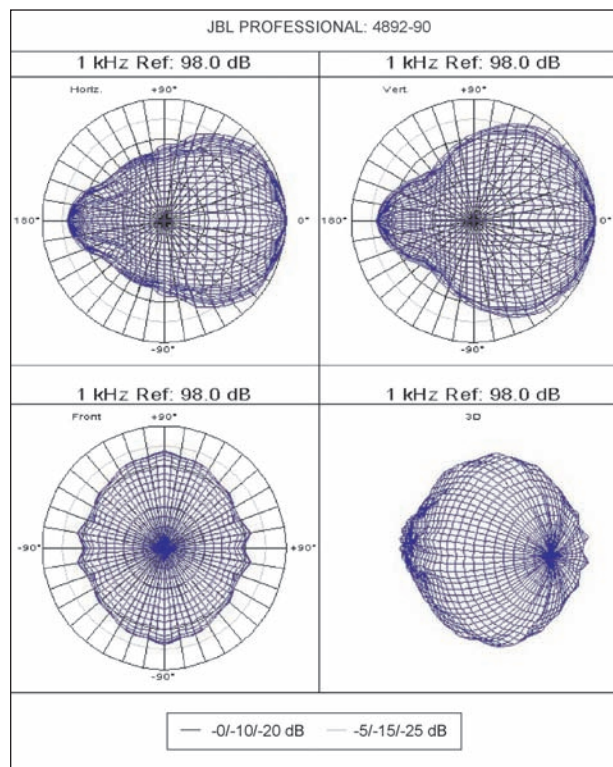 JBL PROFESSIONAL: 4892-90
1 kHz Ref: 98.0 dB
1 kHz Ref: 98.0 dB
Horiz.
+90°
180°
0°
-90°
Vert.
+90°
180°
0°
-90°
1 kHz Ref: 98.0 dB
1 kHz Ref: 98.0 dB
Front
+90°
-90°
+90°
-90°
3D
-0/-10/-20 dB
-5/-15/-25 dB